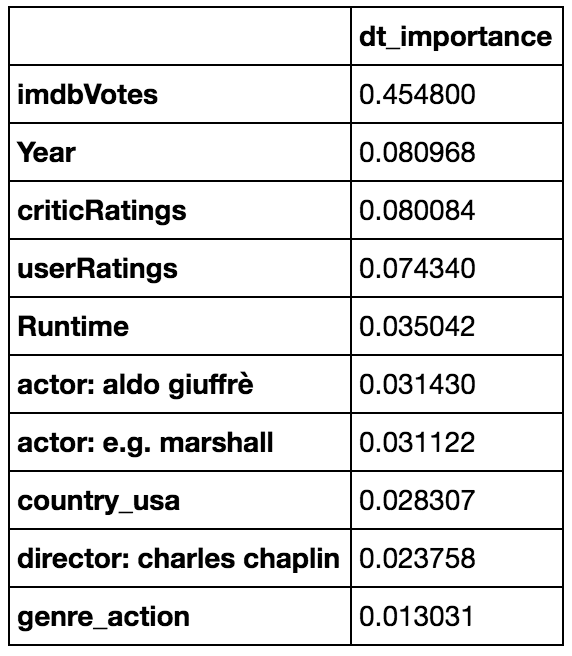 dt_importance
imdbVotes 0.454800
Year 0.080968
criticRatings 0.080084
userRatings 0.074340
Runtime 0.035042
actor: aldo giuffrè 0.031430
actor: e.g. marshall 0.031122
country_usa 0.028307
director: charles chaplin 0.023758
genre_action 0.013031